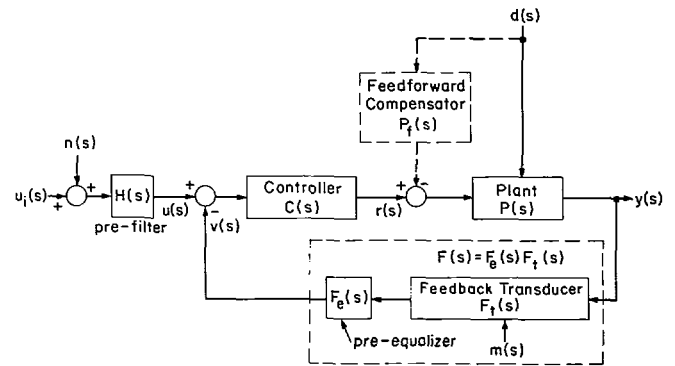 d(s)
Feedforward
Compensator
P_f(s)
n(s)
u_i(s)
+
+
H(s)
pre-filter
u(s)
+
-
v(s)
Controller
C(s)
r(s)
+
-
Plant
P(s)
y(s)
F(s) = F_e(s) F_t(s)
F_e(s)
Feedback Transducer
F_t(s)
pre-equalizer
m(s)